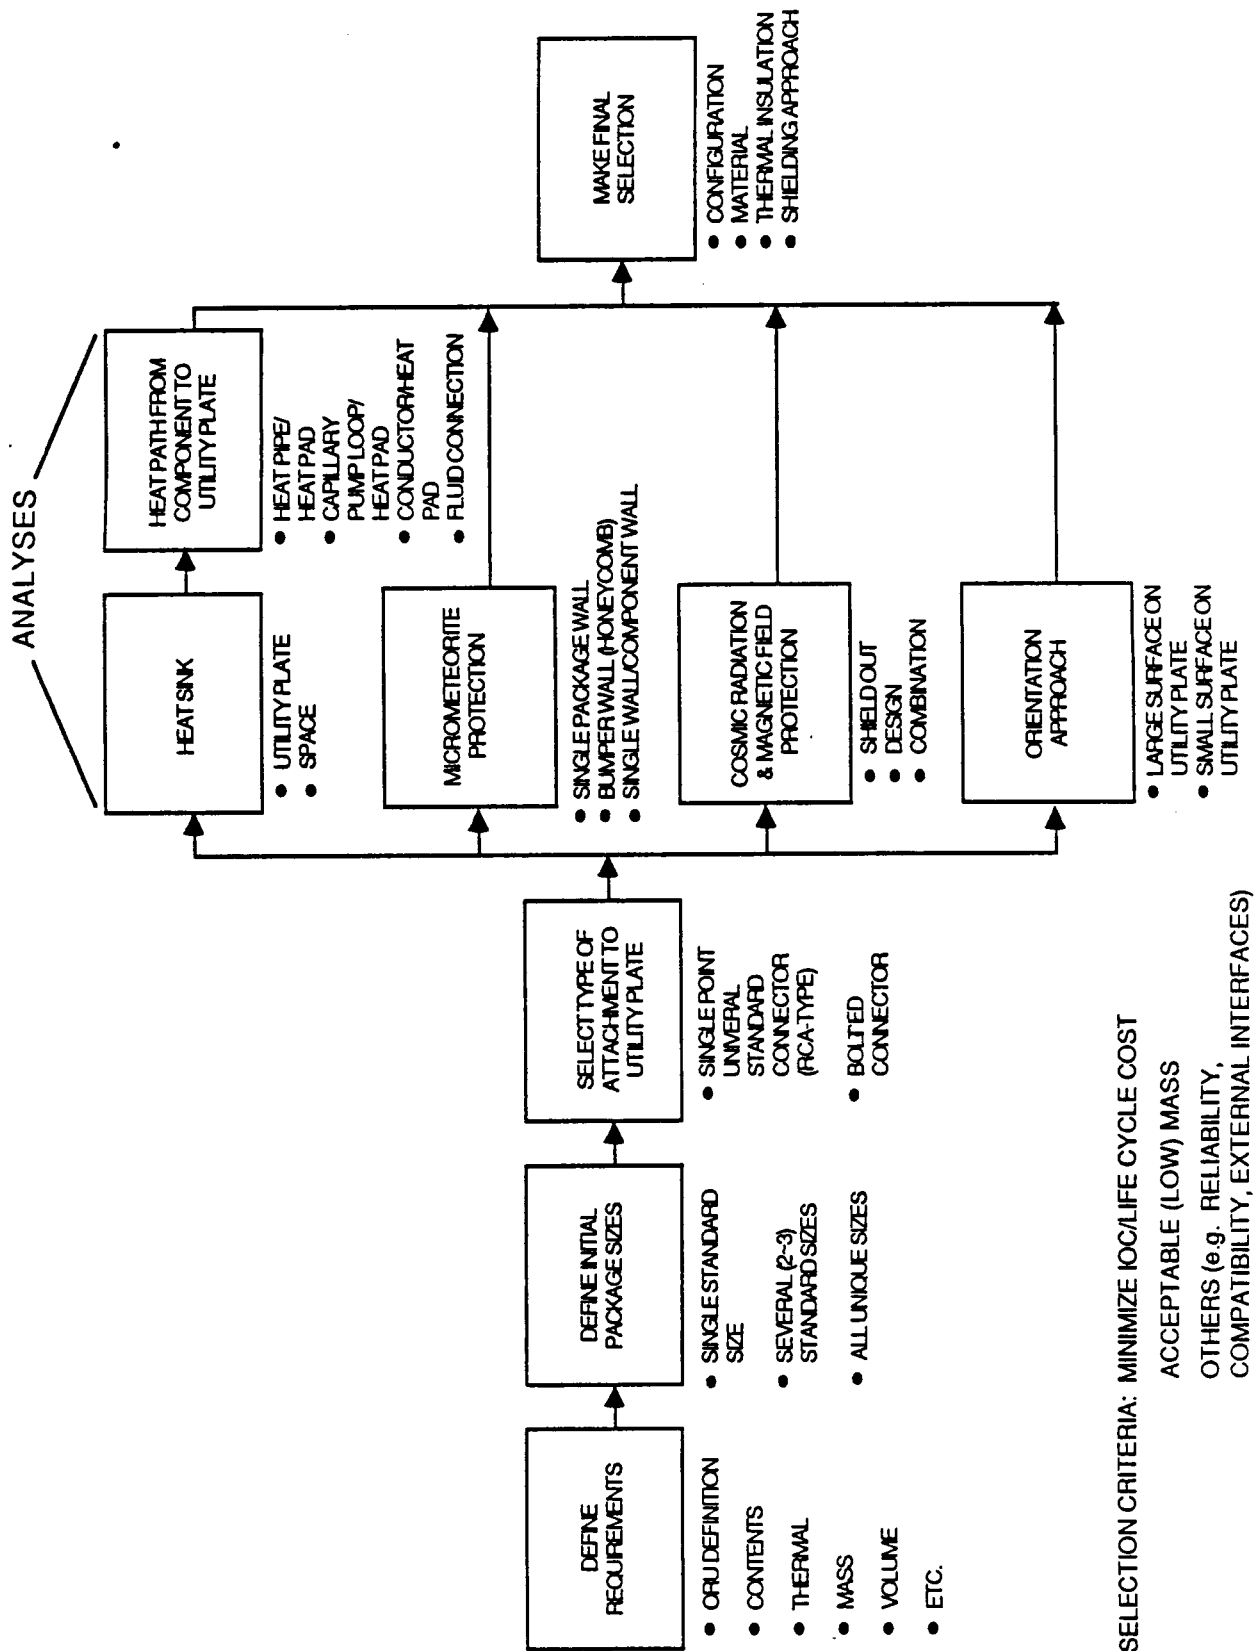 ANALYSES
DEFINE
REQUIREMENTS
● ORU DEFINITION
● CONTENTS
● THERMAL
● MASS
● VOLUME
● ETC.
DEFINE INITIAL
PACKAGE SIZES
● SINGLE STANDARD
SIZE
● SEVERAL (2~3)
STANDARD SIZES
● ALL UNIQUE SIZES
SELECT TYPE OF
ATTACHMENT TO
UTILITY PLATE
● SINGLE POINT
UNIVERAL
STANDARD
CONNECTOR
(RCA-TYPE)
● BOLTED
CONNECTOR
HEAT SINK
● UTILITY PLATE
● SPACE
HEAT PATH FROM
COMPONENT TO
UTILITY PLATE
● HEAT PIPE/
HEAT PAD
● CAPILLARY
PUMP LOOP/
HEAT PAD
● CONDUCTOR/HEAT
PAD
● FLUID CONNECTION
MICROMETEORITE
PROTECTION
● SINGLE PACKAGE WALL
● BUMPER WALL (HONEYCOMB)
● SINGLE WALL/COMPONENT WALL
COSMIC RADIATION
& MAGNETIC FIELD
PROTECTION
● SHIELD OUT
● DESIGN
● COMBINATION
ORIENTATION
APPROACH
● LARGE SURFACE ON
UTILITY PLATE
● SMALL SURFACE ON
UTILITY PLATE
MAKE FINAL
SELECTION
● CONFIGURATION
● MATERIAL
● THERMAL INSULATION
● SHIELDING APPROACH
SELECTION CRITERIA: MINIMIZE IOC/LIFE CYCLE COST
ACCEPTABLE (LOW) MASS
OTHERS (e.g. RELIABILITY,
COMPATIBILITY, EXTERNAL INTERFACES)